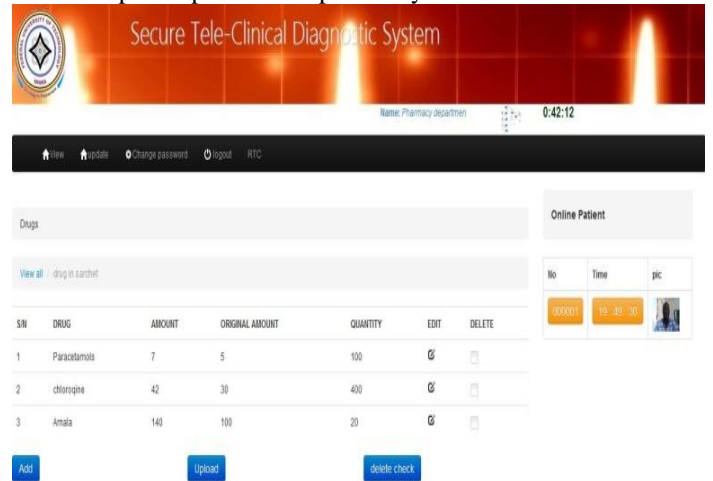 Secure Tele-Clinical Diagnostic System
Name: Pharmacy departmen
0:42:12
View update Change password logout RTC
Drugs
View all / drug in sarchet
S/N DRUG AMOUNT ORIGINAL AMOUNT QUANTITY EDIT DELETE
1 Paracetamols 7 5 100
2 chloroqine 42 30 400
3 Amala 140 100 20
Add Upload delete check
Online Patient
No Time pic
000001 19 : 49 : 30